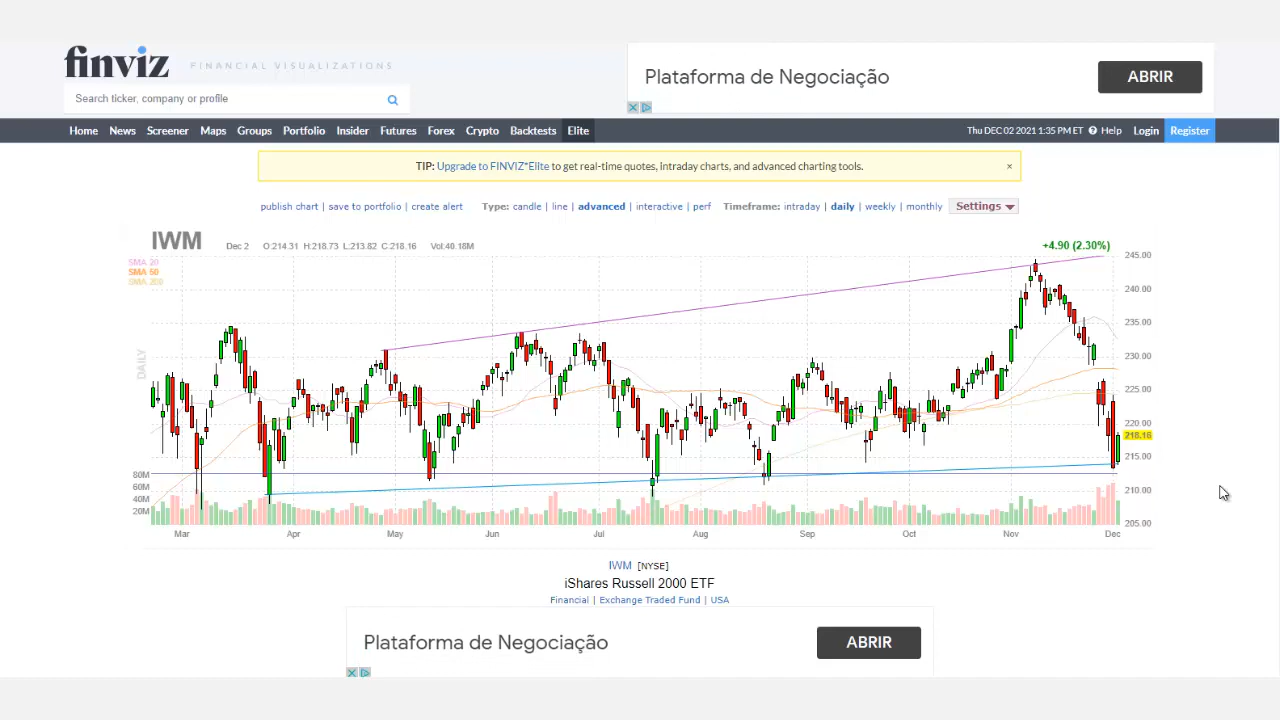 finviz FINANCIAL VISUALIZATIONS
Plataforma de Negociação
ABRIR
Search ticker, company or profile
Home News Screener Maps Groups Portfolio Insider Futures Forex Crypto Backtests Elite
Thu DEC 02 2021 1:35 PM ET Help Login Register
TIP: Upgrade to FINVIZ*Elite to get real-time quotes, intraday charts, and advanced charting tools. ×
publish chart | save to portfolio | create alert Type: candle | line | advanced | interactive | perf Timeframe: intraday | daily | weekly | monthly Settings
IWM Dec 2 O:214.31 H:218.73 L:213.82 C:218.16 Vol:40.18M +4.90 (2.30%)
SMA 20
SMA 50
SMA 200
DAILY
245.00
240.00
235.00
230.00
225.00
220.00
218.16
215.00
210.00
205.00
80M
60M
40M
20M
Mar Apr May Jun Jul Aug Sep Oct Nov Dec
IWM [NYSE]
iShares Russell 2000 ETF
Financial | Exchange Traded Fund | USA
Plataforma de Negociação
ABRIR